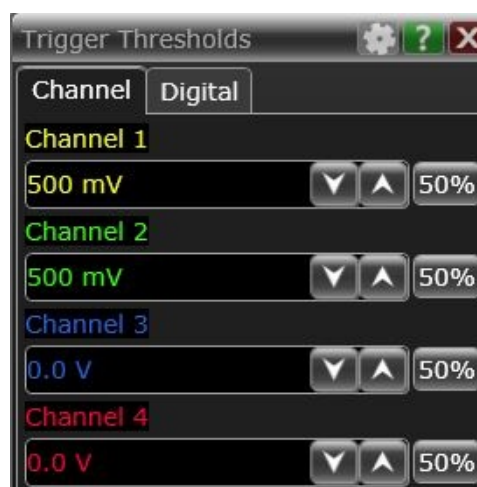 Trigger Thresholds ? X
Channel Digital
Channel 1
500 mV 50%
Channel 2
500 mV 50%
Channel 3
0.0 V 50%
Channel 4
0.0 V 50%